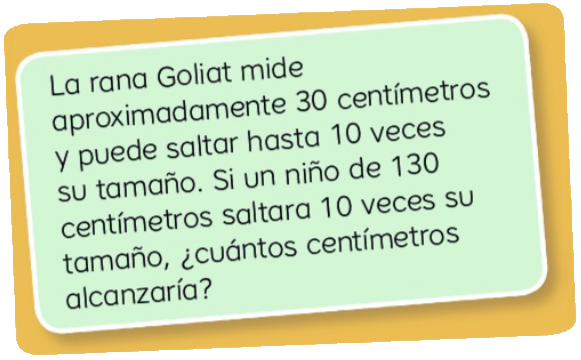 La rana Goliat mide
aproximadamente 30 centímetros
y puede saltar hasta 10 veces
su tamaño. Si un niño de 130
centímetros saltara 10 veces su
tamaño, ¿cuántos centímetros
alcanzaría?